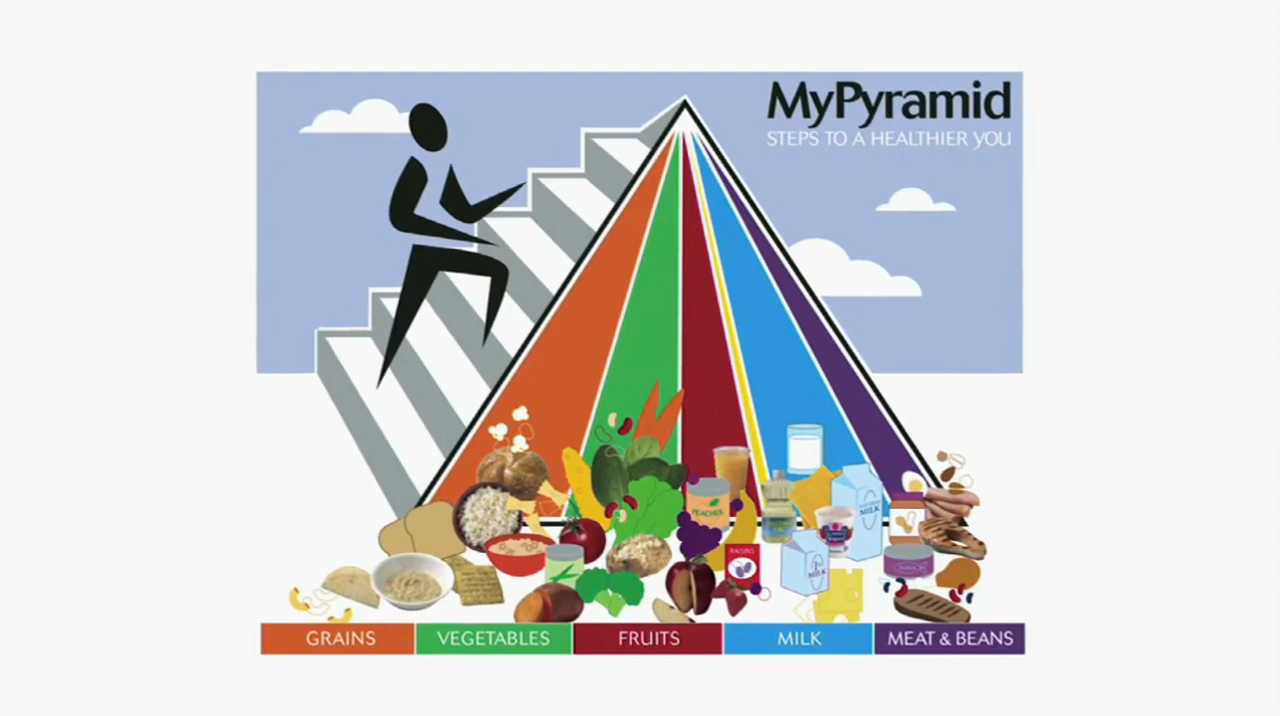 MyPyramid
STEPS TO A HEALTHIER YOU
PEACHES
MILK
RAISINS
MILK
GRAINS
VEGETABLES
FRUITS
MILK
MEAT & BEANS